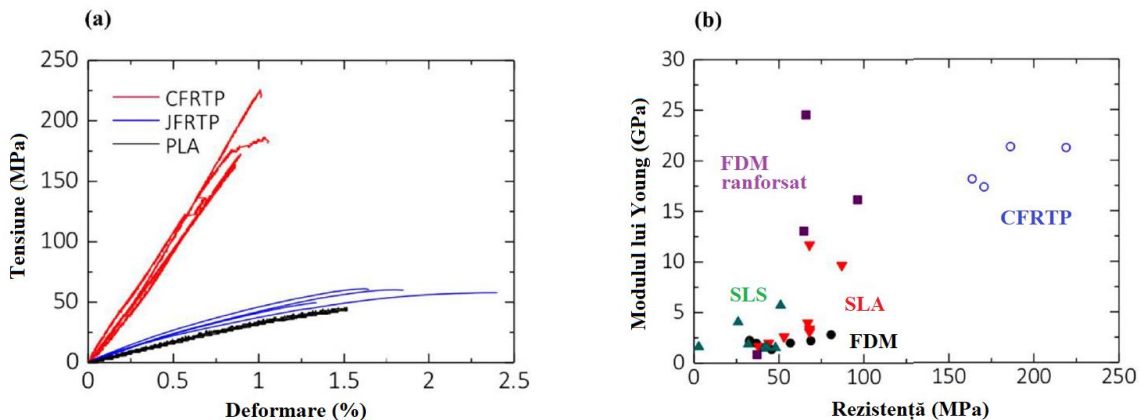 (a)
Tensiune (MPa)
250
200
150
100
50
0
CFRTP
JFRTP
PLA
0
0.5
1
1.5
2
2.5
Deformare (%)
(b)
Modulul lui Young (GPa)
30
25
20
15
10
5
0
FDM
ranforsat
CFRTP
SLS
SLA
FDM
0
50
100
150
200
250
Rezistență (MPa)